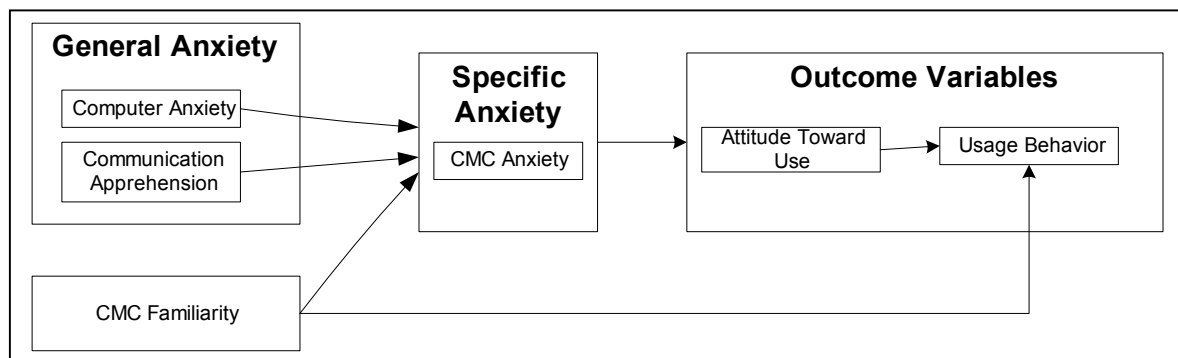 General Anxiety
Computer Anxiety
Communication
Apprehension
CMC Familiarity
Specific
Anxiety
CMC Anxiety
Outcome Variables
Attitude Toward
Use
Usage Behavior